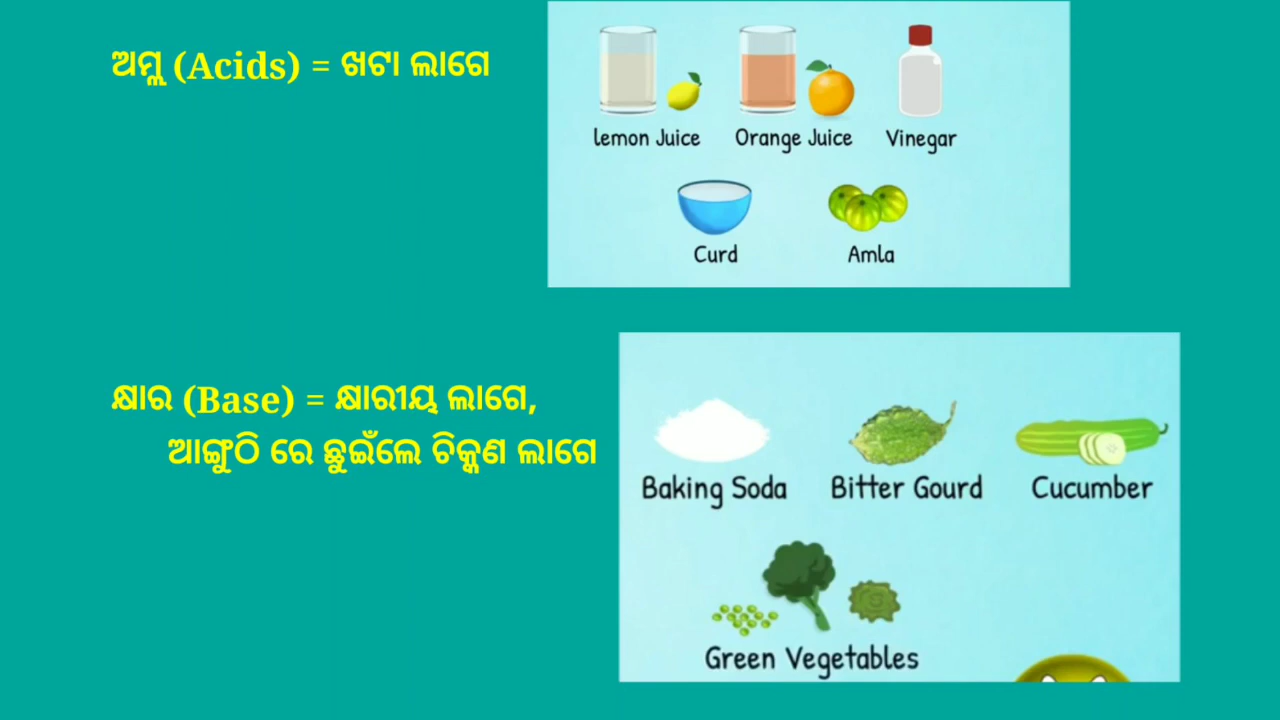 ଅମ୍ଳ (Acids) = ଖଟା ଲାଗେ
lemon Juice
Orange Juice
Vinegar
Curd
Amla
କ୍ଷାର (Base) = କ୍ଷାରୀୟ ଲାଗେ,
ଆଙ୍ଗୁଠି ରେ ଛୁଇଁଲେ ଚିକ୍କଣ ଲାଗେ
Baking Soda
Bitter Gourd
Cucumber
Green Vegetables